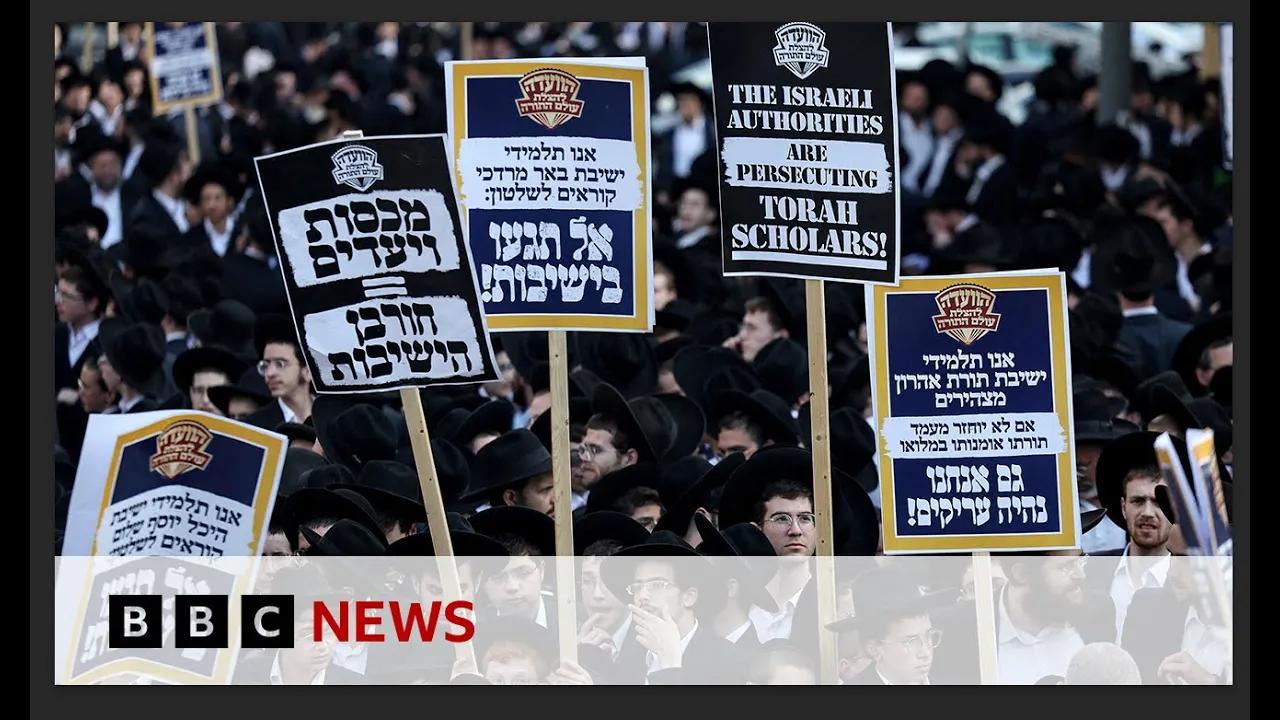 הוועדה
להצלת
עולם התורה
מכסות
ויעדים
=
חורבן
הישיבות
הוועדה
להצלת
עולם התורה
אנו תלמידי
ישיבת באר מרדכי
קוראים לשלטון:
אל תגעו
בישיבות!
הוועדה
להצלת
עולם התורה
THE ISRAELI
AUTHORITIES
ARE
PERSECUTING
TORAH
SCHOLARS!
הוועדה
להצלת
עולם התורה
אנו תלמידי
ישיבת תורת אהרון
מצהירים
אם לא יוחזר מעמד
תורתו אומנותו במלואו
גם אנחנו
נהיה עריקים!
הוועדה
להצלת
עולם התורה
אנו תלמידי ישיבת
היכל יוסף שלום
קוראים לשלטון
BBC NEWS